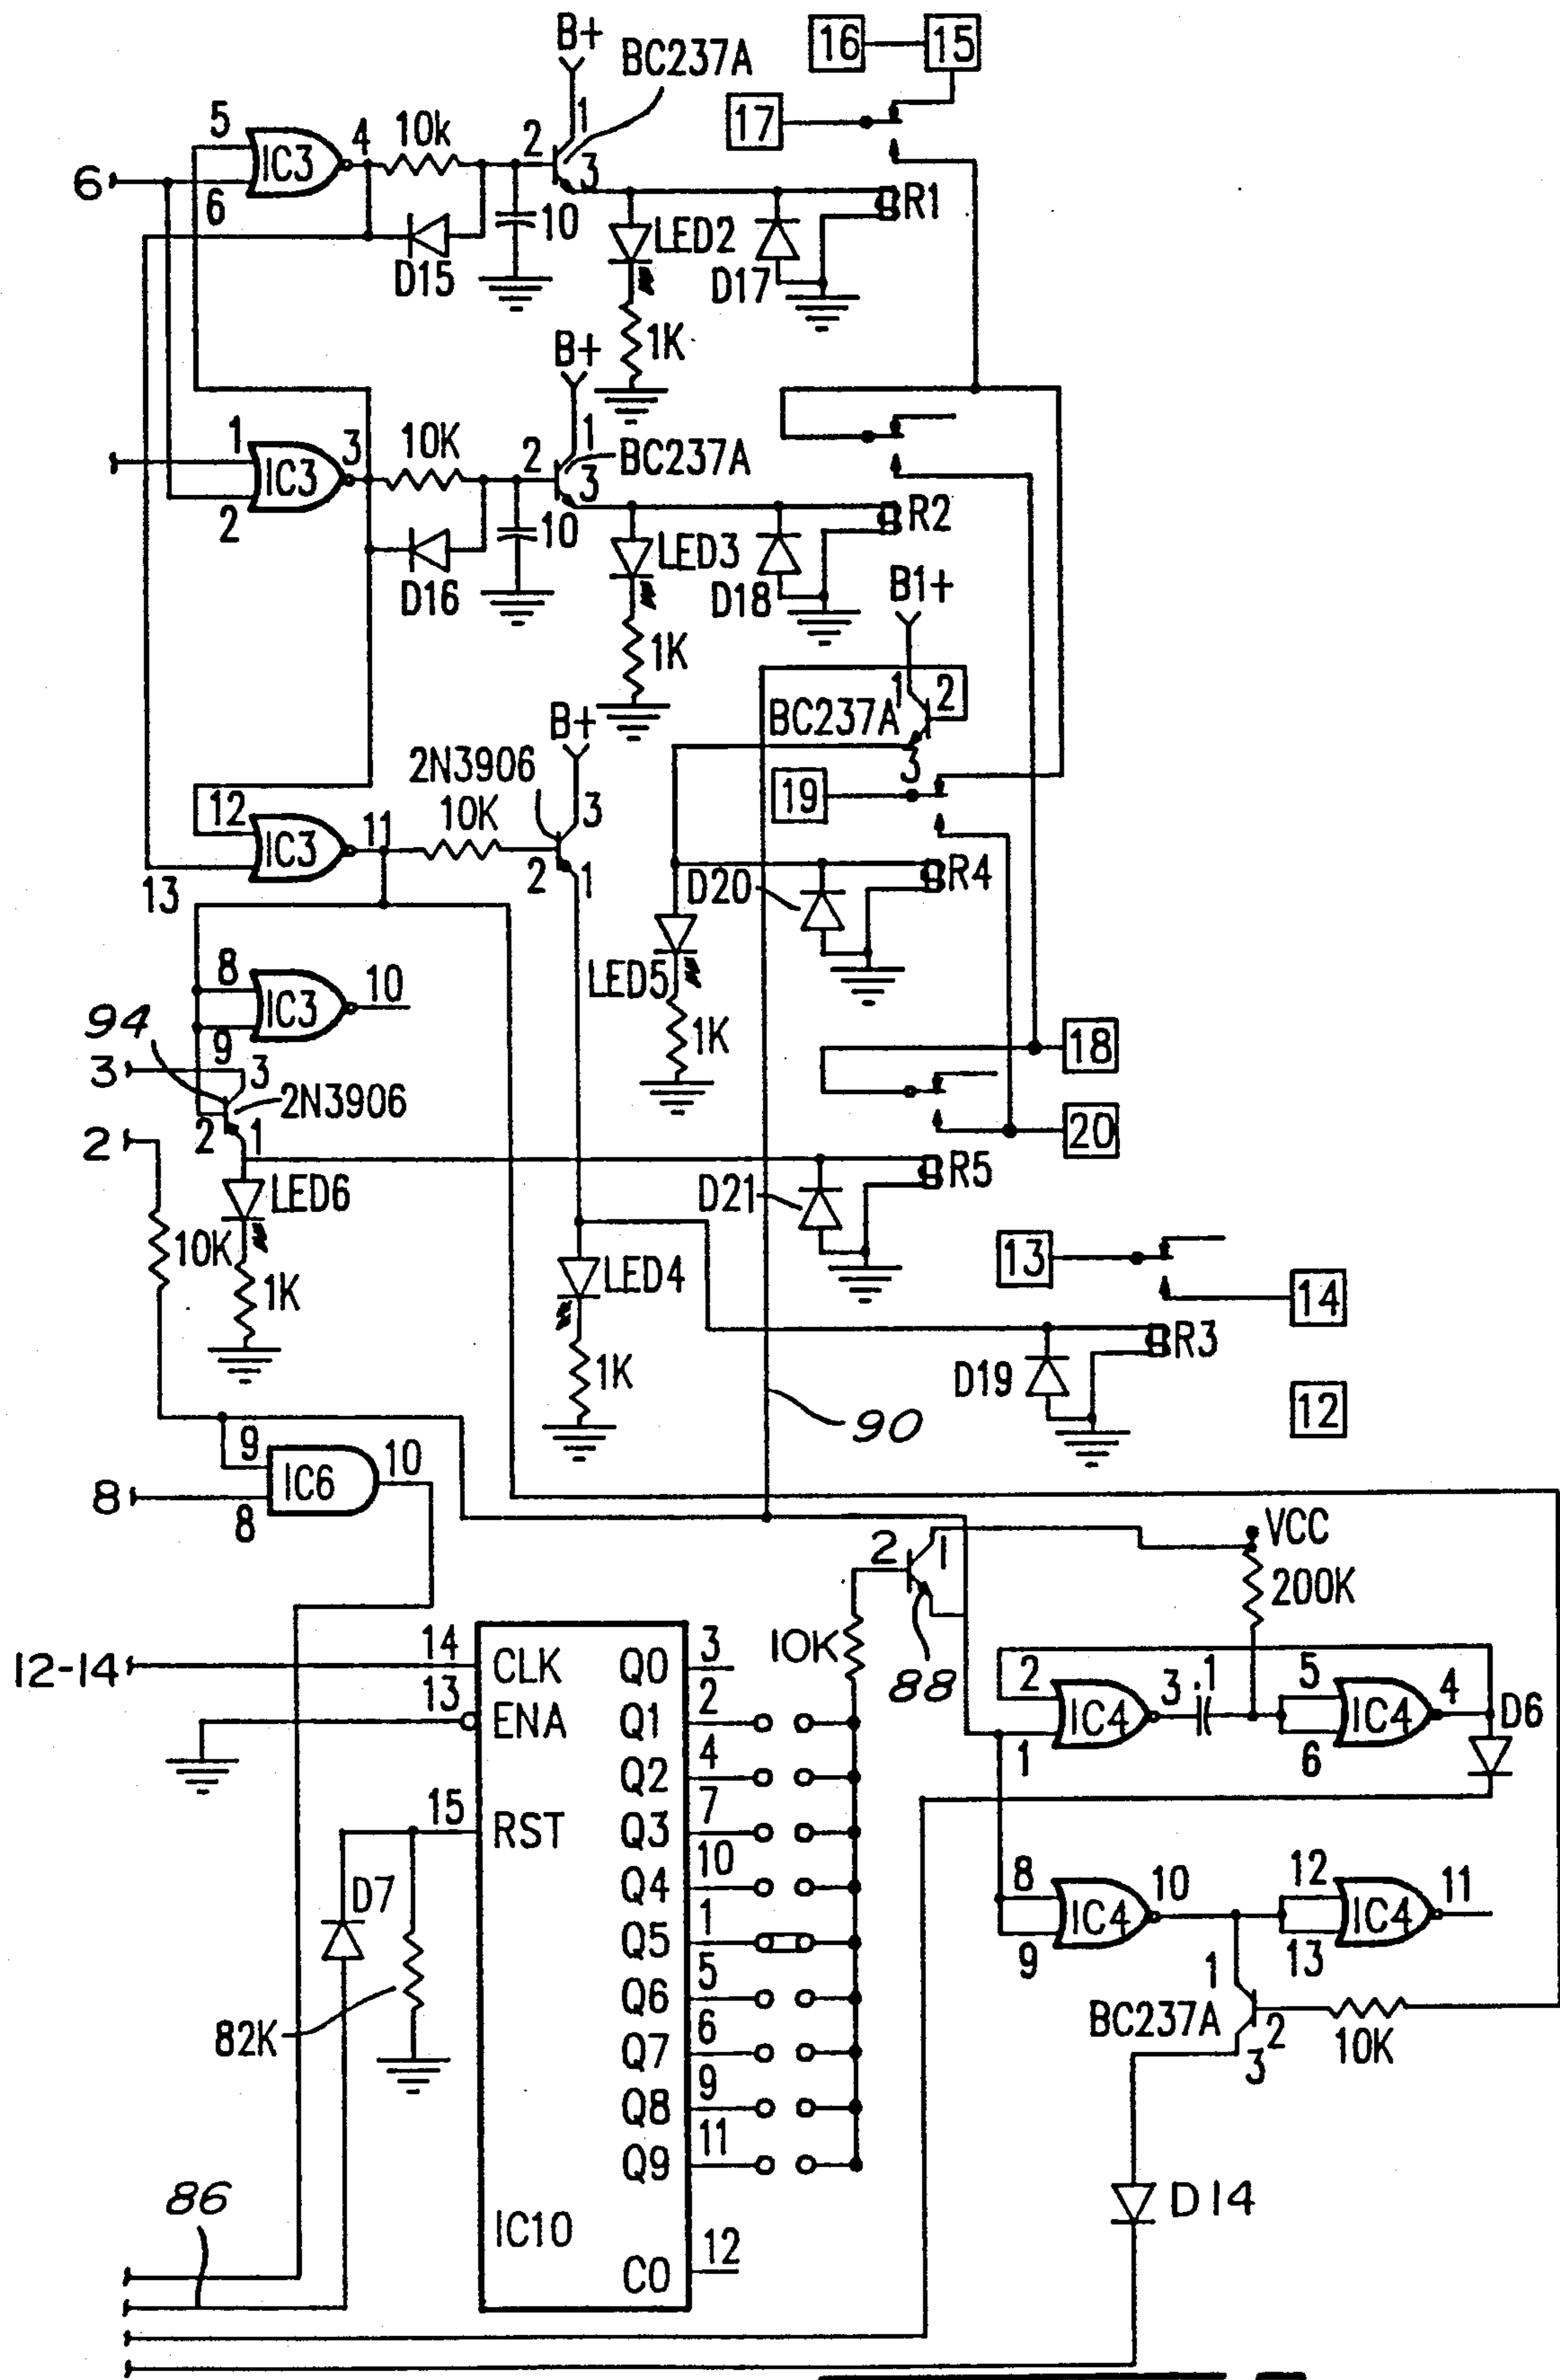 B+
BC237A
16
15
17
5
4
10k
2
1
3
IC3
6
6
D15
10
LED2
D17
R1
1K
B+
1
3
10K
2
1
3
BC237A
IC3
2
D16
10
LED3
D18
R2
B1+
1K
1
2
BC237A
3
B+
2N3906
10K
3
19
12
IC3
11
2
1
13
D20
R4
LED5
8
IC3
10
9
1K
94
3
3
2N3906
18
2
2
1
20
LED6
D21
R5
10K
1K
LED4
13
14
R3
1K
D19
90
12
9
IC6
10
8
8
2
1
VCC
200K
12-14
14
CLK
Q0
3
10K
88
13
ENA
Q1
2
2
IC4
3
.1
5
IC4
4
D6
1
6
Q2
4
15
RST
Q3
7
D7
Q4
10
8
IC4
10
12
IC4
11
9
13
Q5
1
82K
Q6
5
1
BC237A
2
3
10K
Q7
6
Q8
9
Q9
11
86
IC10
D14
CO
12